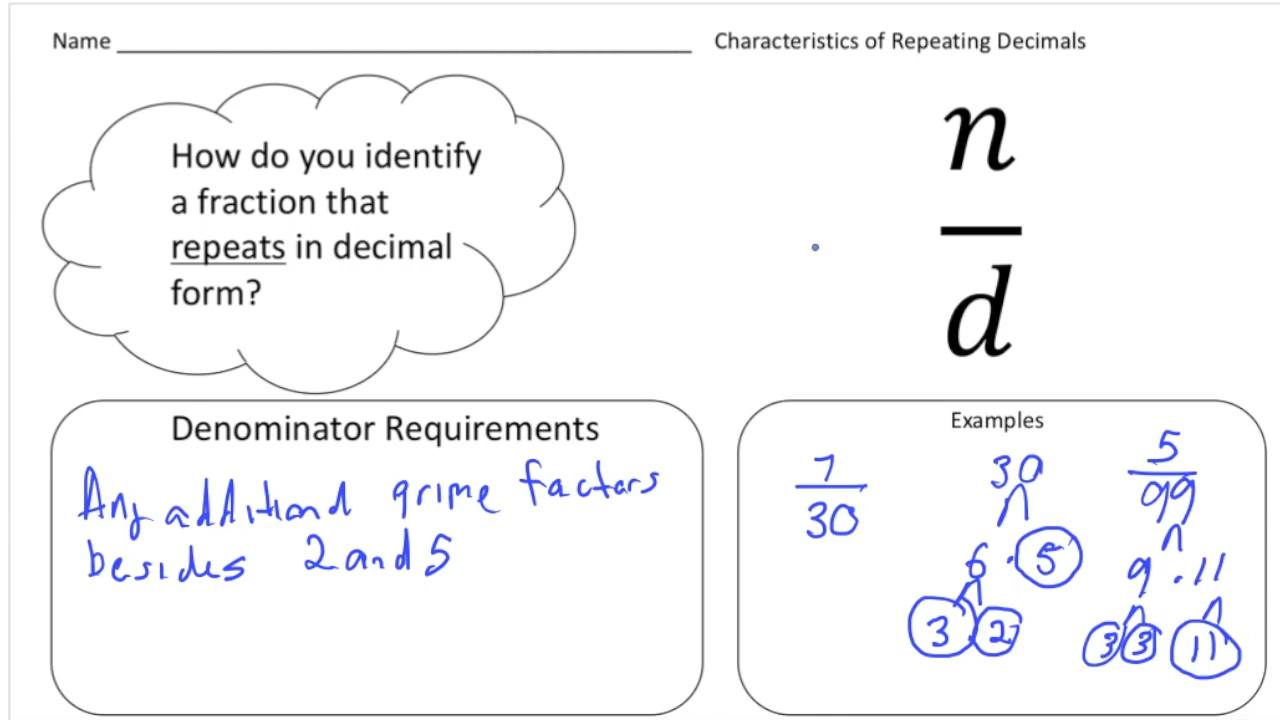 Name
Characteristics of Repeating Decimals
How do you identify
a fraction that
repeats in decimal
form?
n
d
Denominator Requirements
Any additional prime factors
besides 2 and 5
Examples
7
30
30
6 · 5
3 · 2
5
99
9 · 11
3 3 11